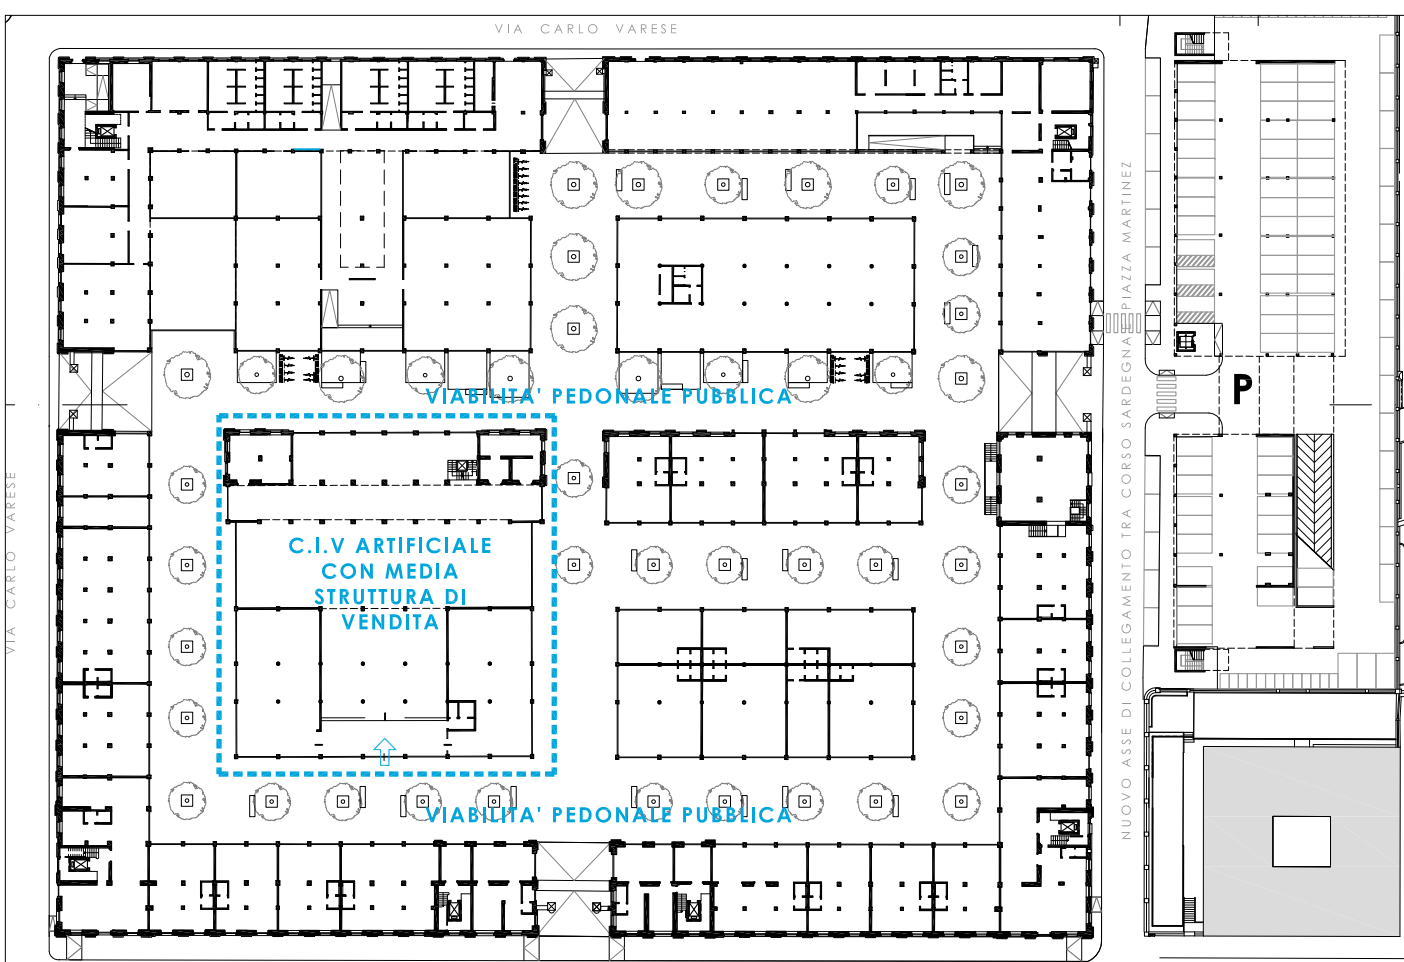 VIA CARLO VARESE
VIABILITA' PEDONALE PUBBLICA
P
C.I.V ARTIFICIALE
CON MEDIA
STRUTTURA DI
VENDITA
VIABILITA' PEDONALE PUBBLICA
VIA CARLO VARESE
NUOVO ASSE DI COLLEGAMENTO TRA CORSO SARDEGNA E PIAZZA MARTINEZ